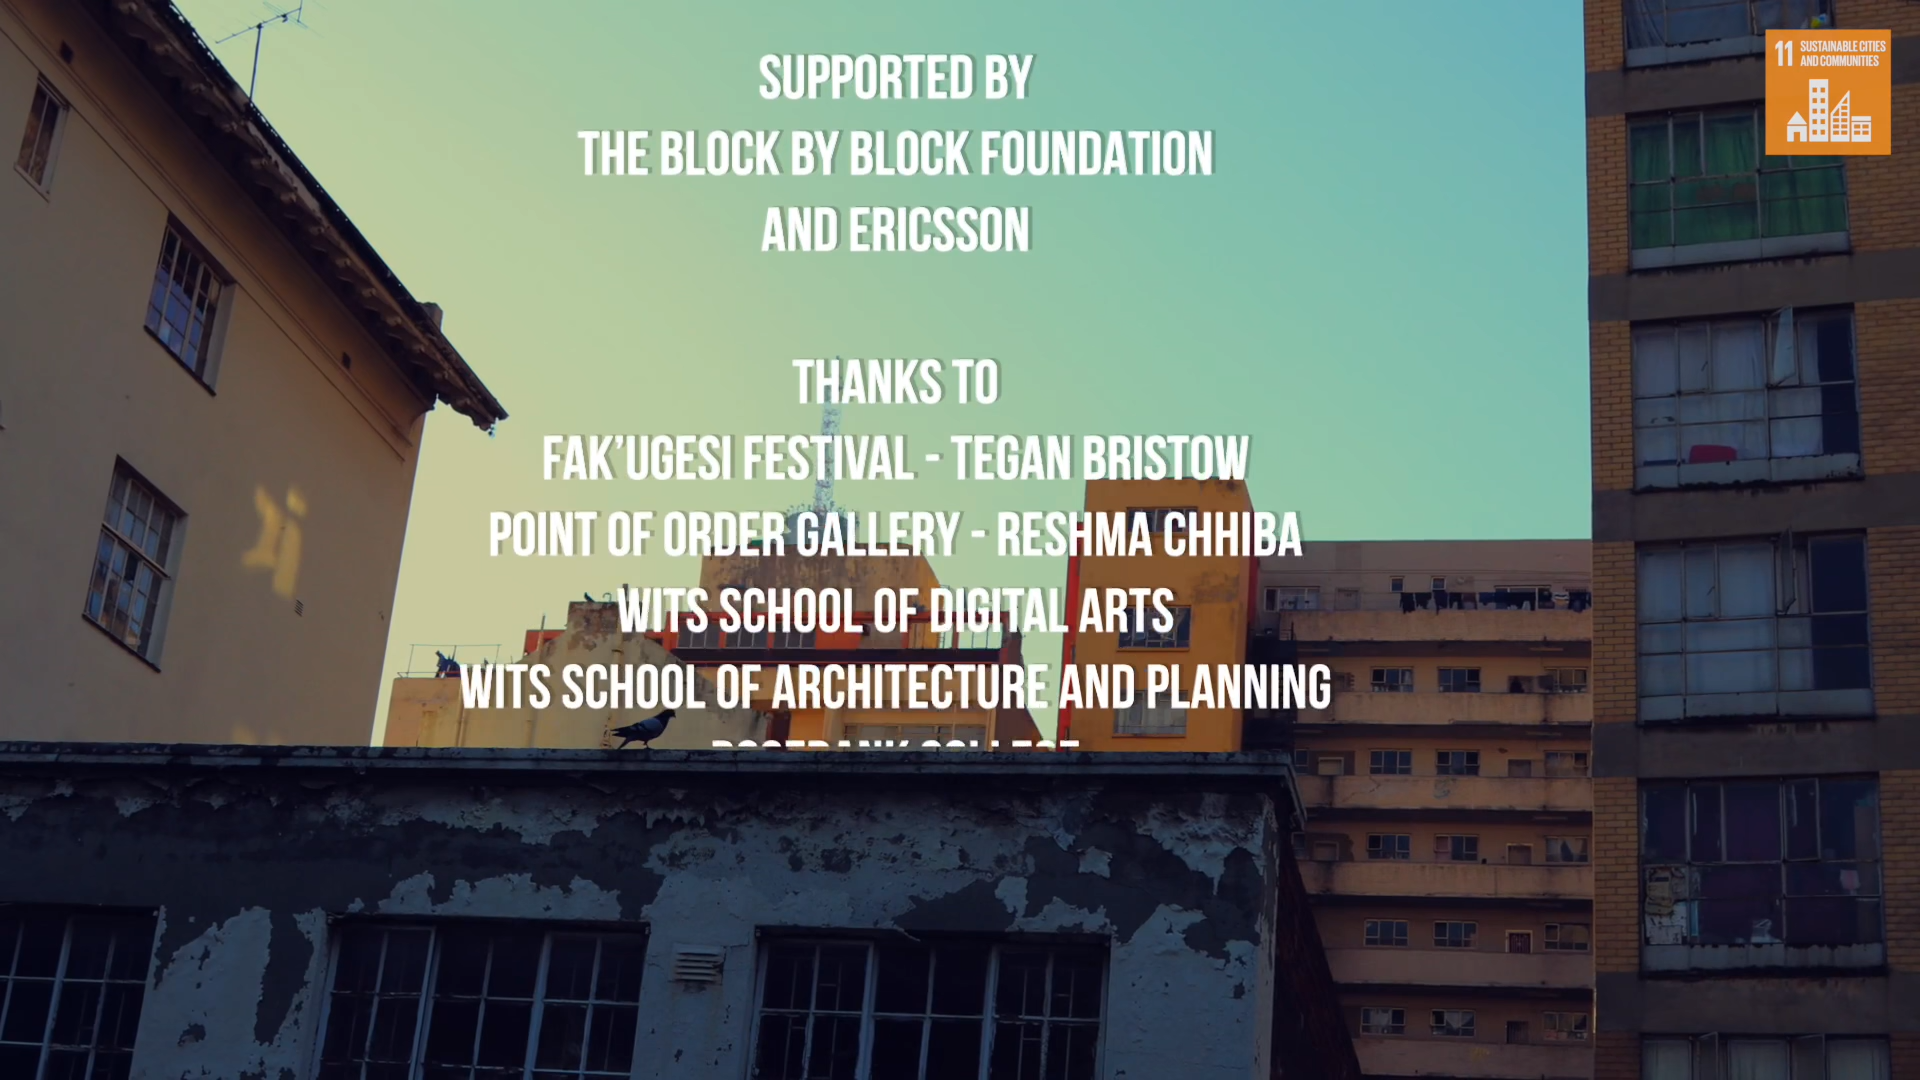 SUPPORTED BY
THE BLOCK BY BLOCK FOUNDATION
AND ERICSSON
THANKS TO
FAK'UGESI FESTIVAL - TEGAN BRISTOW
POINT OF ORDER GALLERY - RESHMA CHHIBA
WITS SCHOOL OF DIGITAL ARTS
WITS SCHOOL OF ARCHITECTURE AND PLANNING
11 SUSTAINABLE CITIES
AND COMMUNITIES